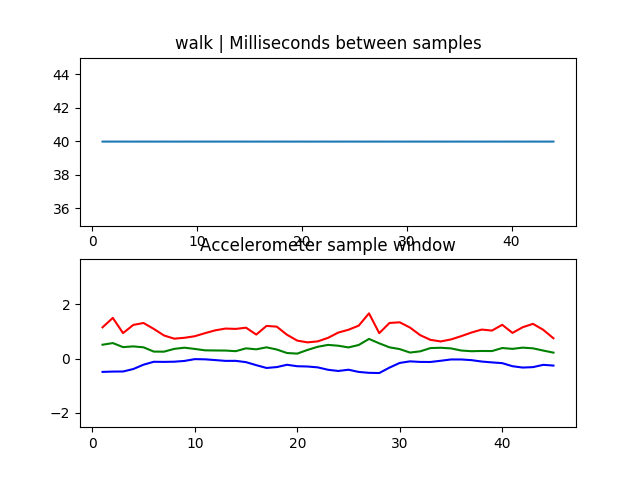 walk | Milliseconds between samples
44
42
40
38
36
0 10 20 30 40
Accelerometer sample window
2
0
−2
0 10 20 30 40